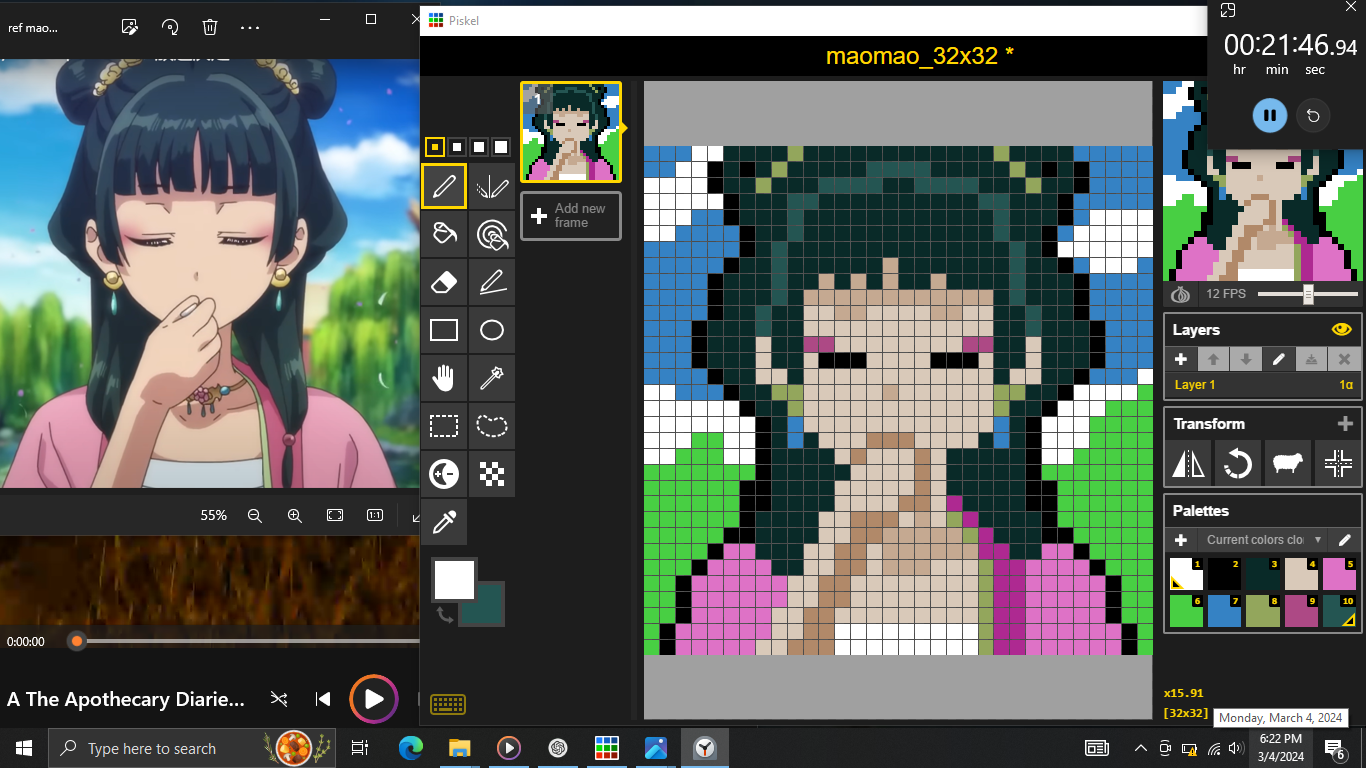 ref mao...
Piskel
maomao_32x32 *
00:21:46.94
hr min sec
Add new
frame
12 FPS
Layers
Layer 1
1α
Transform
Palettes
Current colors clo
1 2 3 4 5
6 7 8 9 10
55%
1:1
0:00:00
A The Apothecary Diarie...
x15.91
[32x32]
Monday, March 4, 2024
Type here to search
6:22 PM
3/4/2024
6